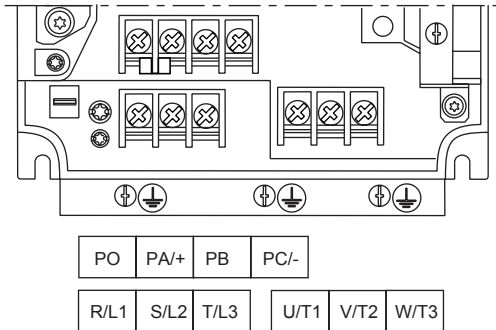 PO PA/+ PB PC/-
R/L1 S/L2 T/L3 U/T1 V/T2 W/T3